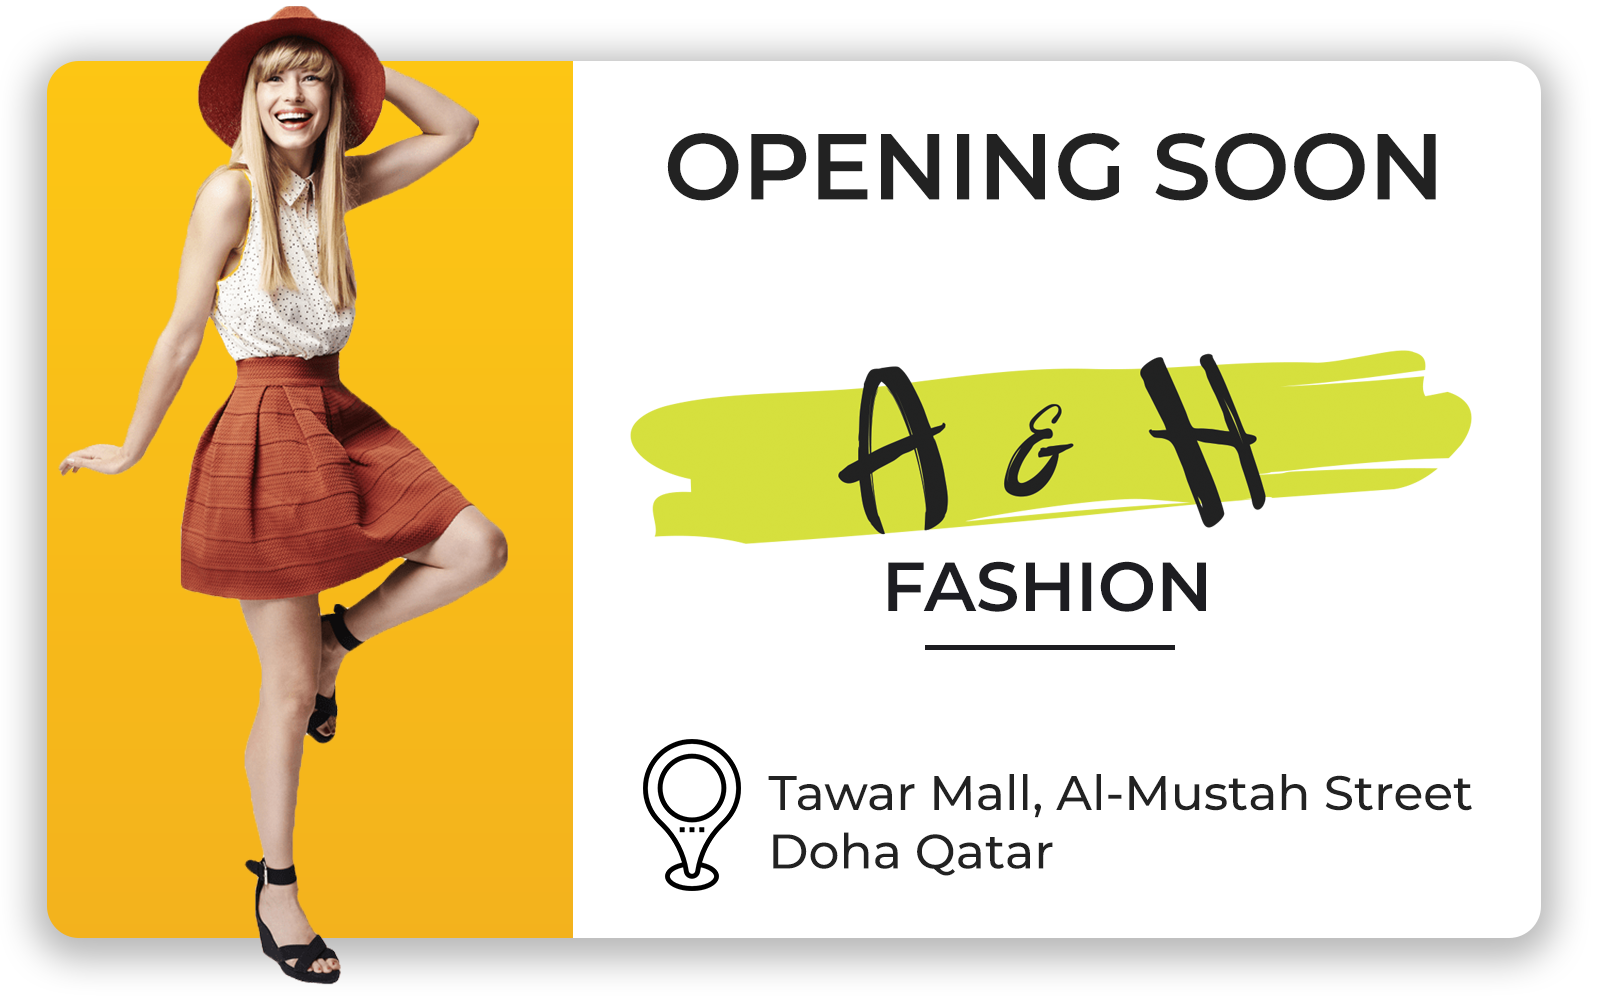 OPENING SOON
A & H
FASHION
Tawar Mall, Al-Mustah Street
Doha Qatar